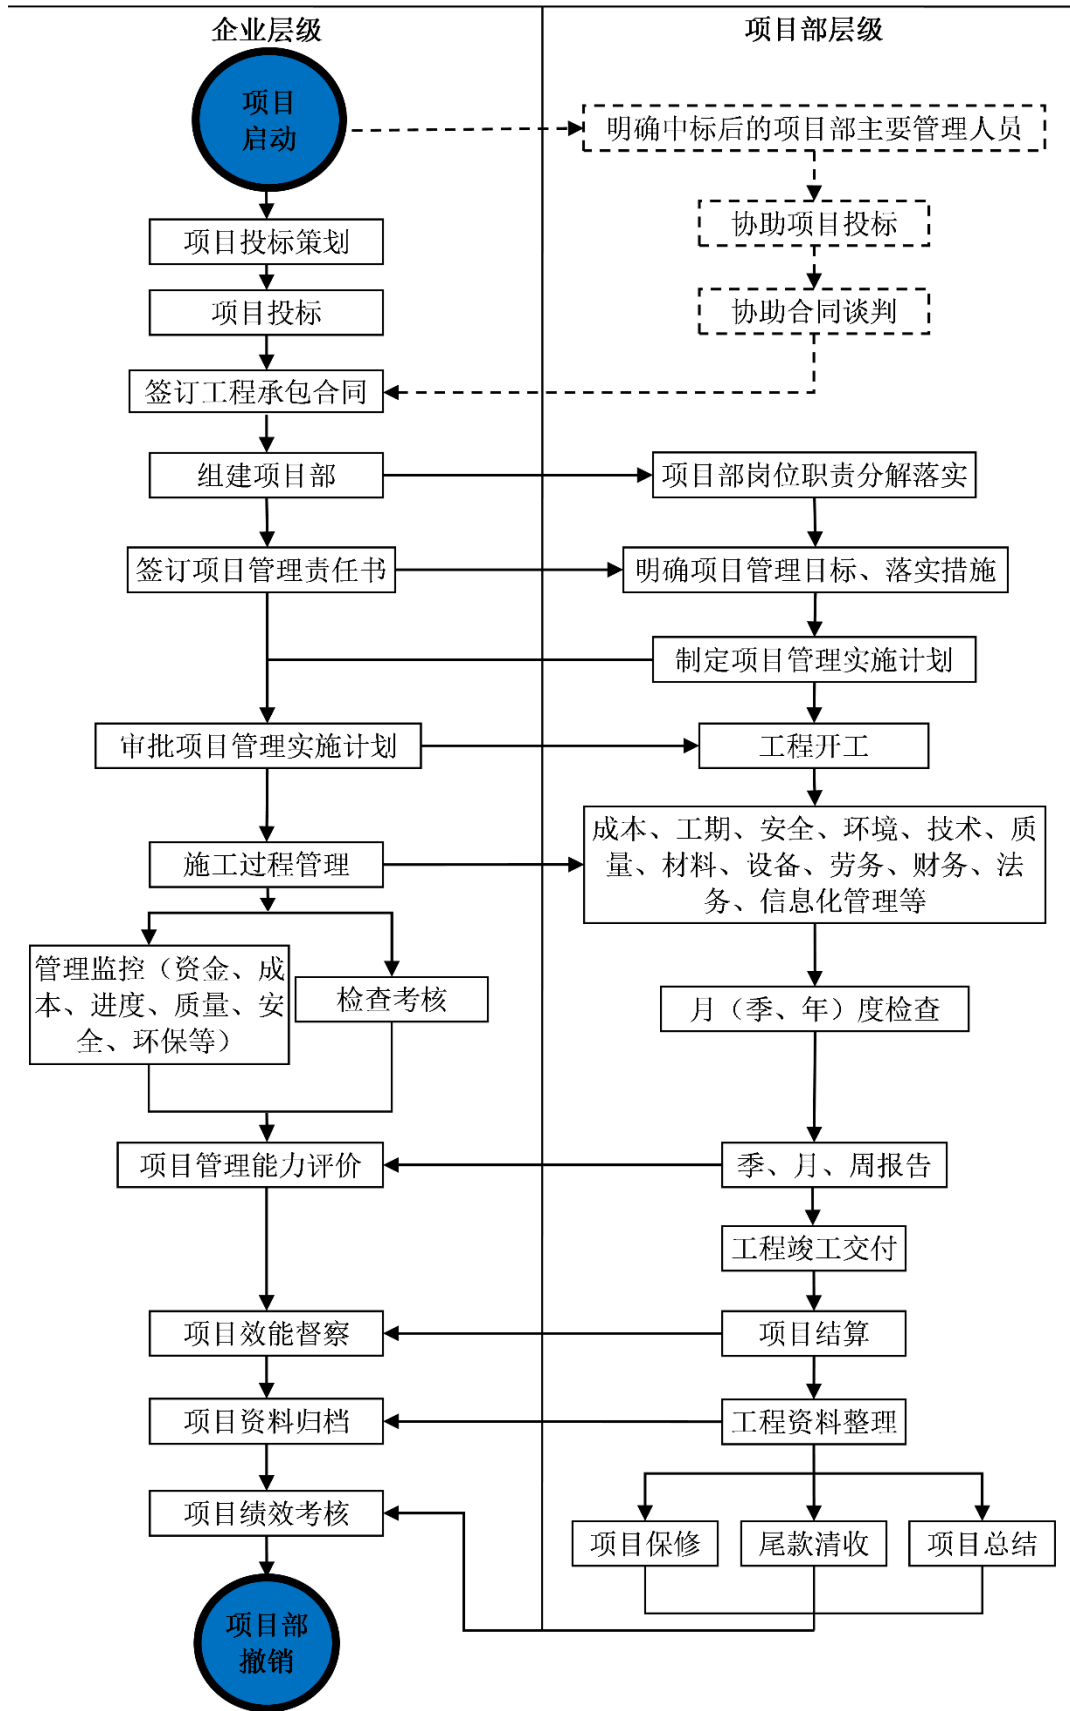 企业层级
项目部层级
项目
启动
明确中标后的项目部主要管理人员
项目投标策划
协助项目投标
项目投标
协助合同谈判
签订工程承包合同
组建项目部
项目部岗位职责分解落实
签订项目管理责任书
明确项目管理目标、落实措施
制定项目管理实施计划
审批项目管理实施计划
工程开工
施工过程管理
成本、工期、安全、环境、技术、质
量、材料、设备、劳务、财务、法
务、信息化管理等
管理监控（资金、成
本、进度、质量、安
全、环保等）
检查考核
月（季、年）度检查
项目管理能力评价
季、月、周报告
工程竣工交付
项目效能督察
项目结算
项目资料归档
工程资料整理
项目绩效考核
项目保修
尾款清收
项目总结
项目部
撤销